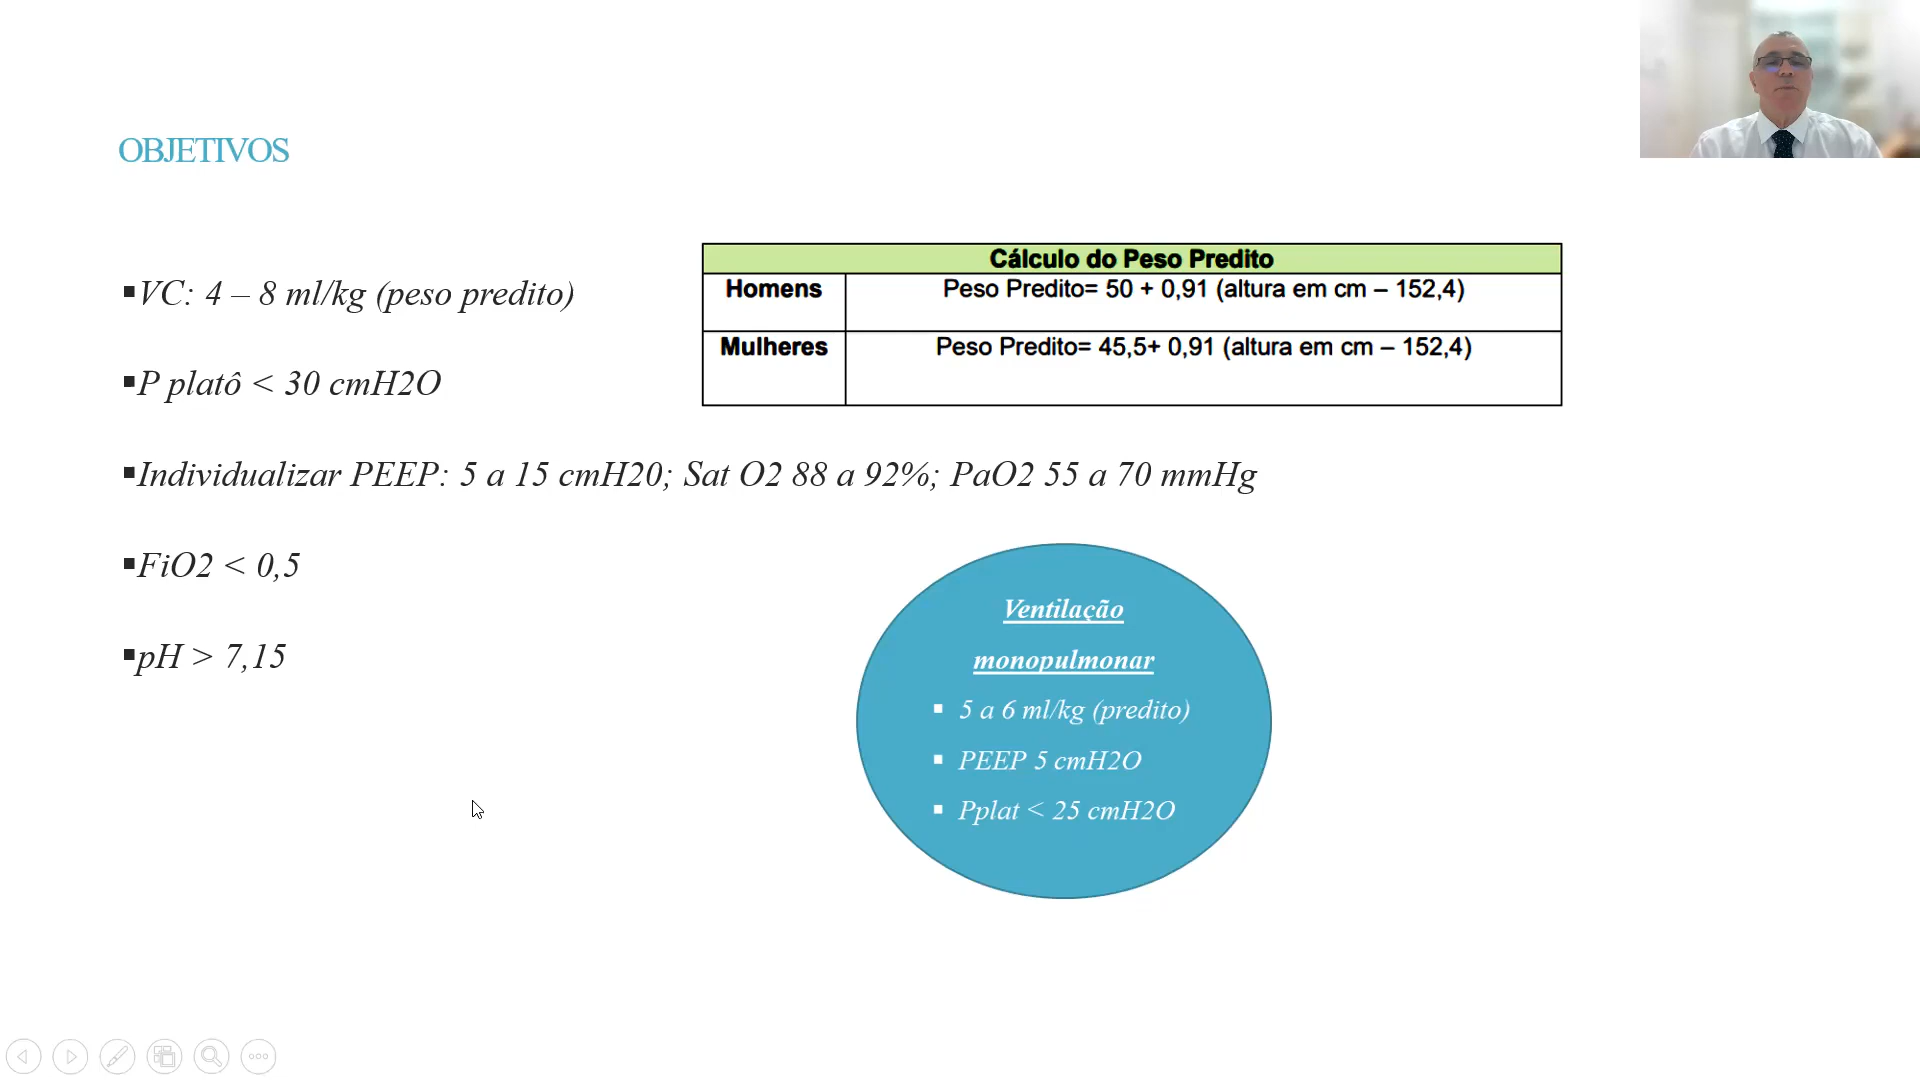 OBJETIVOS
▪VC: 4 – 8 ml/kg (peso predito)
▪P platô < 30 cmH2O
▪Individualizar PEEP: 5 a 15 cmH20; Sat O2 88 a 92%; PaO2 55 a 70 mmHg
▪FiO2 < 0,5
▪pH > 7,15
Cálculo do Peso Predito
Homens Peso Predito= 50 + 0,91 (altura em cm – 152,4)
Mulheres Peso Predito= 45,5+ 0,91 (altura em cm – 152,4)
Ventilação
monopulmonar
▪ 5 a 6 ml/kg (predito)
▪ PEEP 5 cmH2O
▪ Pplat < 25 cmH2O